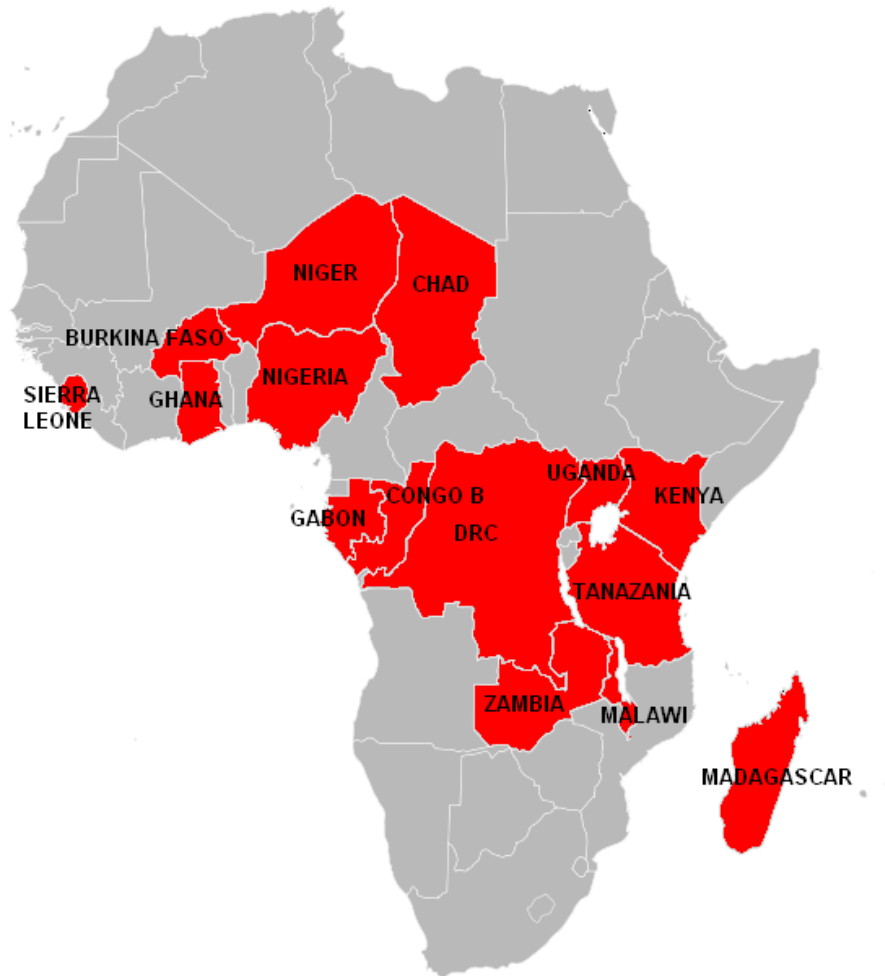 NIGER
CHAD
BURKINA FASO
NIGERIA
SIERRA
LEONE
GHANA
UGANDA
CONGO B
KENYA
GABON
DRC
TANAZANIA
ZAMBIA
MALAWI
MADAGASCAR